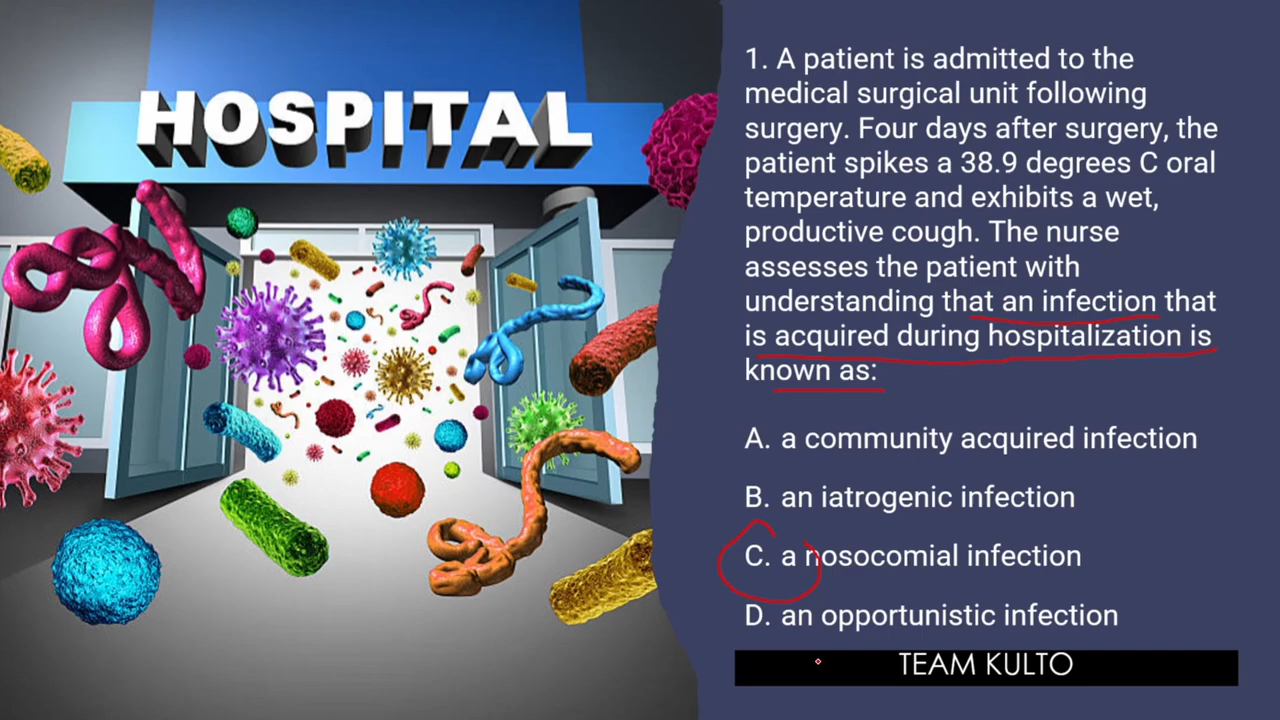 HOSPITAL
1. A patient is admitted to the
medical surgical unit following
surgery. Four days after surgery, the
patient spikes a 38.9 degrees C oral
temperature and exhibits a wet,
productive cough. The nurse
assesses the patient with
understanding that an infection that
is acquired during hospitalization is
known as:
A. a community acquired infection
B. an iatrogenic infection
C. a nosocomial infection
D. an opportunistic infection
TEAM KULTO